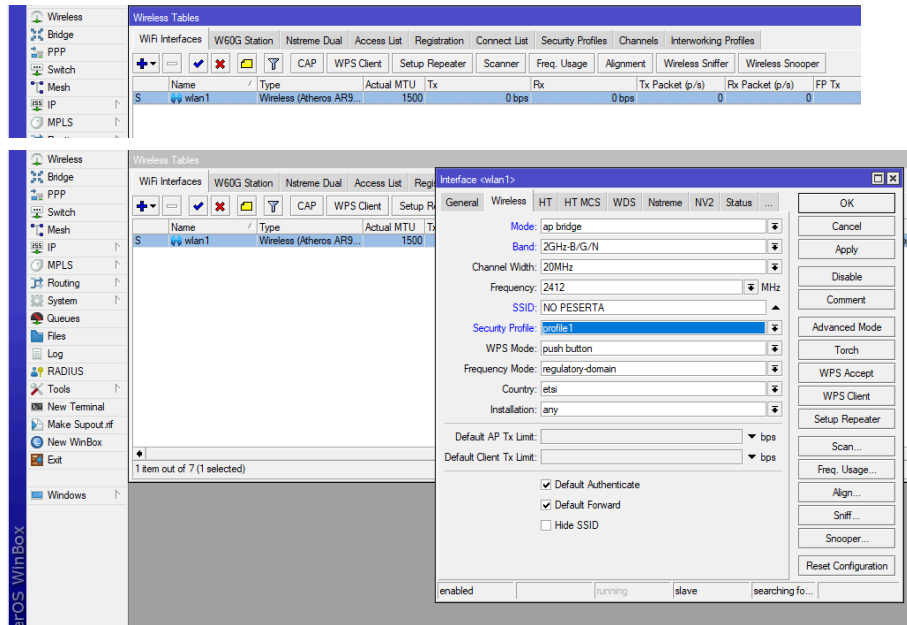 Wireless
Bridge
PPP
Switch
Mesh
IP
MPLS
Wireless Tables
WiFi Interfaces W60G Station Nstreme Dual Access List Registration Connect List Security Profiles Channels Interworking Profiles
CAP WPS Client Setup Repeater Scanner Freq. Usage Alignment Wireless Sniffer Wireless Snooper
Name / Type Actual MTU Tx Rx Tx Packet (p/s) Rx Packet (p/s) FP Tx
S wlan1 Wireless (Atheros AR9... 1500 0 bps 0 bps 0 0
Wireless
Bridge
PPP
Switch
Mesh
IP
MPLS
Routing
System
Queues
Files
Log
RADIUS
Tools
New Terminal
Make Supout.rif
New WinBox
Exit
Windows
erOS WinBox
Wireless Tables
WiFi Interfaces W60G Station Nstreme Dual Access List
CAP WPS Client
Name / Type Actual MTU
S wlan1 Wireless (Atheros AR9... 1500
1 item out of 7 (1 selected)
Interface <wlan1>
General Wireless HT HT MCS WDS Nstreme NV2 Status ...
Mode: ap bridge
Band: 2GHz-B/G/N
Channel Width: 20MHz
Frequency: 2412 MHz
SSID: NO PESERTA
Security Profile: profile1
WPS Mode: push button
Frequency Mode: regulatory-domain
Country: etsi
Installation: any
Default AP Tx Limit: bps
Default Client Tx Limit: bps
Default Authenticate
Default Forward
Hide SSID
OK
Cancel
Apply
Disable
Comment
Advanced Mode
Torch
WPS Accept
WPS Client
Setup Repeater
Scan...
Freq. Usage...
Align...
Sniff...
Snooper...
Reset Configuration
enabled running slave searching fo...